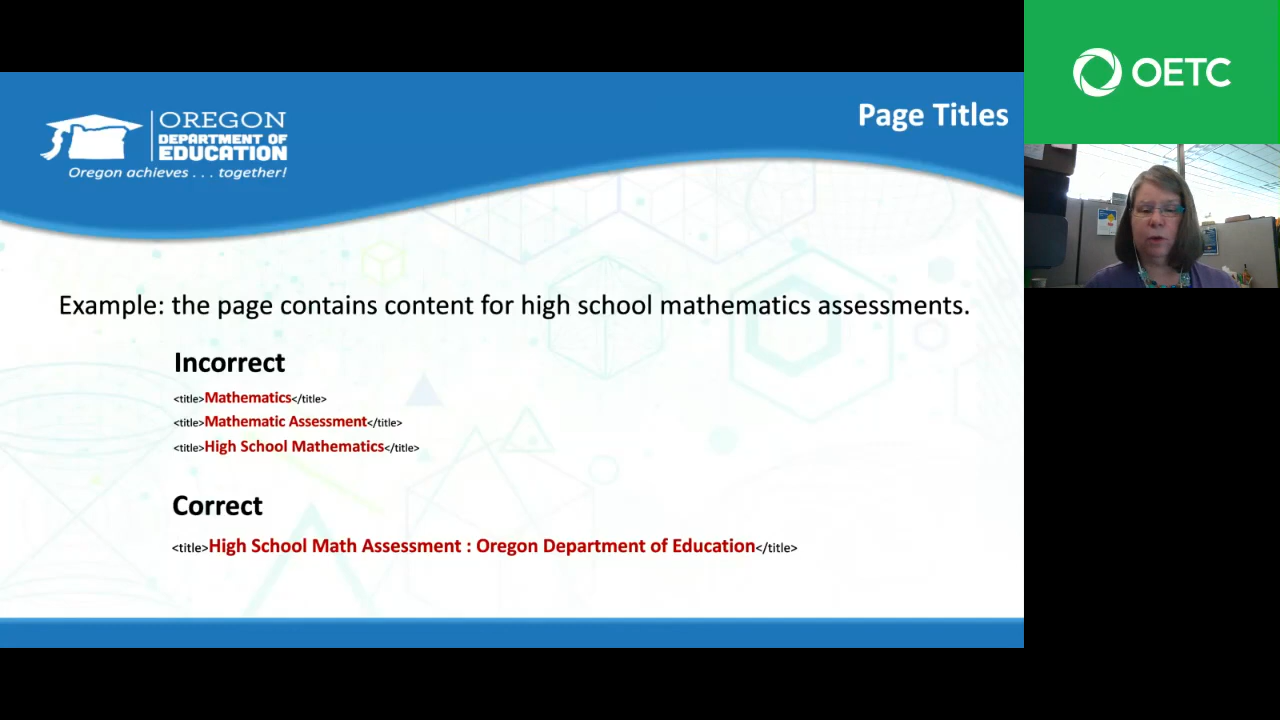 OETC
Page Titles
OREGON
DEPARTMENT OF
EDUCATION
Oregon achieves . . . together!
Example: the page contains content for high school mathematics assessments.
Incorrect
<title>Mathematics</title>
<title>Mathematic Assessment</title>
<title>High School Mathematics</title>
Correct
<title>High School Math Assessment : Oregon Department of Education</title>